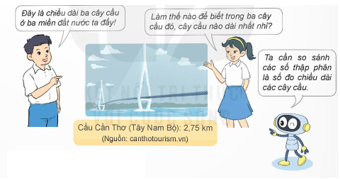 Đây là chiều dài ba cây cầu
ở ba miền đất nước ta đấy!
Làm thế nào để biết trong ba cây
cầu đó, cây cầu nào dài nhất nhỉ?
Ta cần so sánh
các số thập phân
là số đo chiều dài
các cây cầu.
Cầu Cần Thơ (Tây Nam Bộ): 2,75 km
(Nguồn: canthotourism.vn)